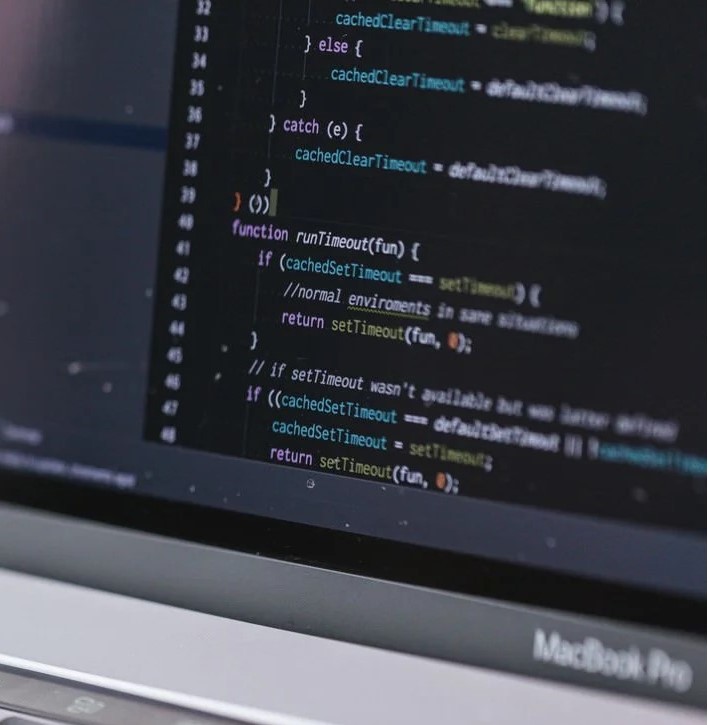 32
cachedClearTimeout = clearTimeout;
33 } else {
34 cachedClearTimeout = defaultClearTimeout;
35 }
36 } catch (e) {
37 cachedClearTimeout = defaultClearTimeout;
38 }
39 } ())
40 function runTimeout(fun) {
41 if (cachedSetTimeout === setTimeout) {
42 //normal enviroments in sane situations
43 return setTimeout(fun, 0);
44 }
45 // if setTimeout wasn't available but was latter defined
46 if ((cachedSetTimeout === defaultSetTimout || !
47 cachedSetTimeout = setTimeout;
48 return setTimeout(fun, 0);
MacBook Pro